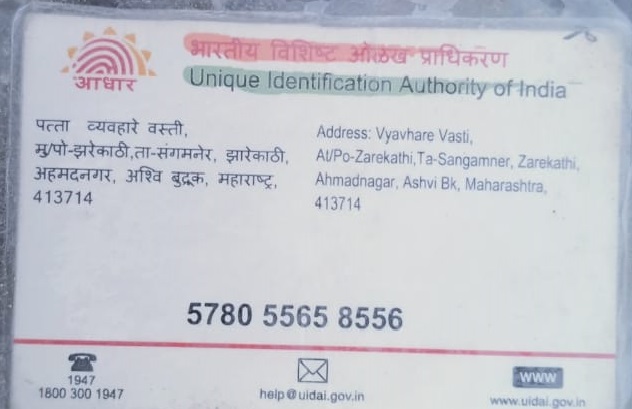 भारतीय विशिष्ट ओळख प्राधिकरण
आधार
Unique Identification Authority of India
पत्ता व्यवहारे वस्ती,
मु/पो-झरेकाठी,ता-संगमनेर, झारेकाठी,
अहमदनगर, अश्वि बुद्रूक, महाराष्ट्र,
413714
Address: Vyavhare Vasti,
At/Po-Zarekathi,Ta-Sangamner, Zarekathi,
Ahmadnagar, Ashvi Bk, Maharashtra,
413714
5780 5565 8556
1947
1800 300 1947
help@uidai.gov.in
www
www.uidai.gov.in